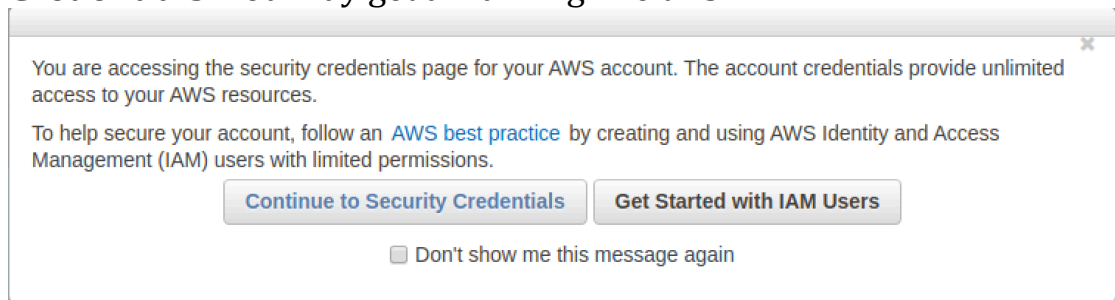 You are accessing the security credentials page for your AWS account. The account credentials provide unlimited
access to your AWS resources.
To help secure your account, follow an AWS best practice by creating and using AWS Identity and Access
Management (IAM) users with limited permissions.
Continue to Security Credentials Get Started with IAM Users
Don't show me this message again